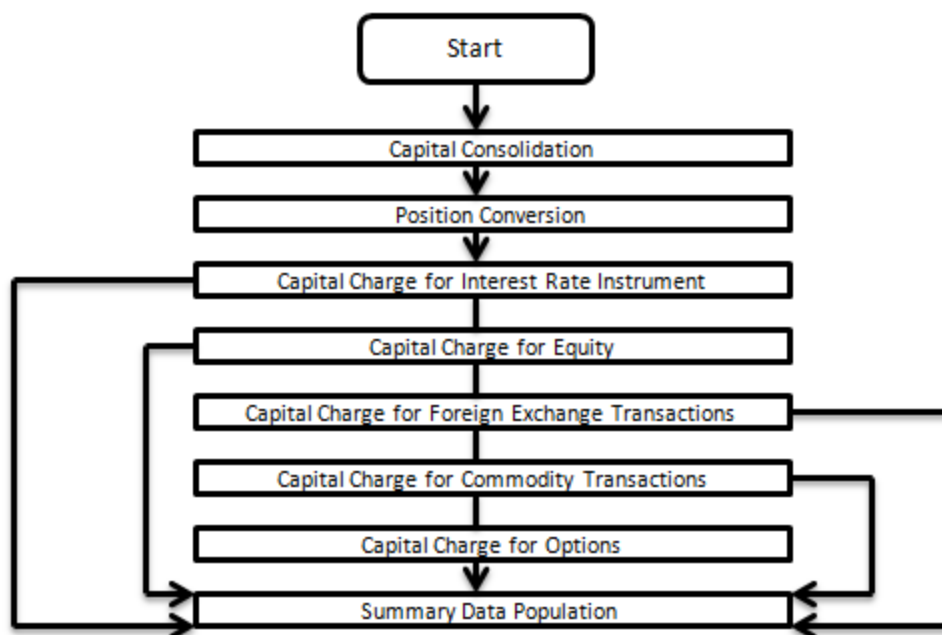 Start
Capital Consolidation
Position Conversion
Capital Charge for Interest Rate Instrument
Capital Charge for Equity
Capital Charge for Foreign Exchange Transactions
Capital Charge for Commodity Transactions
Capital Charge for Options
Summary Data Population